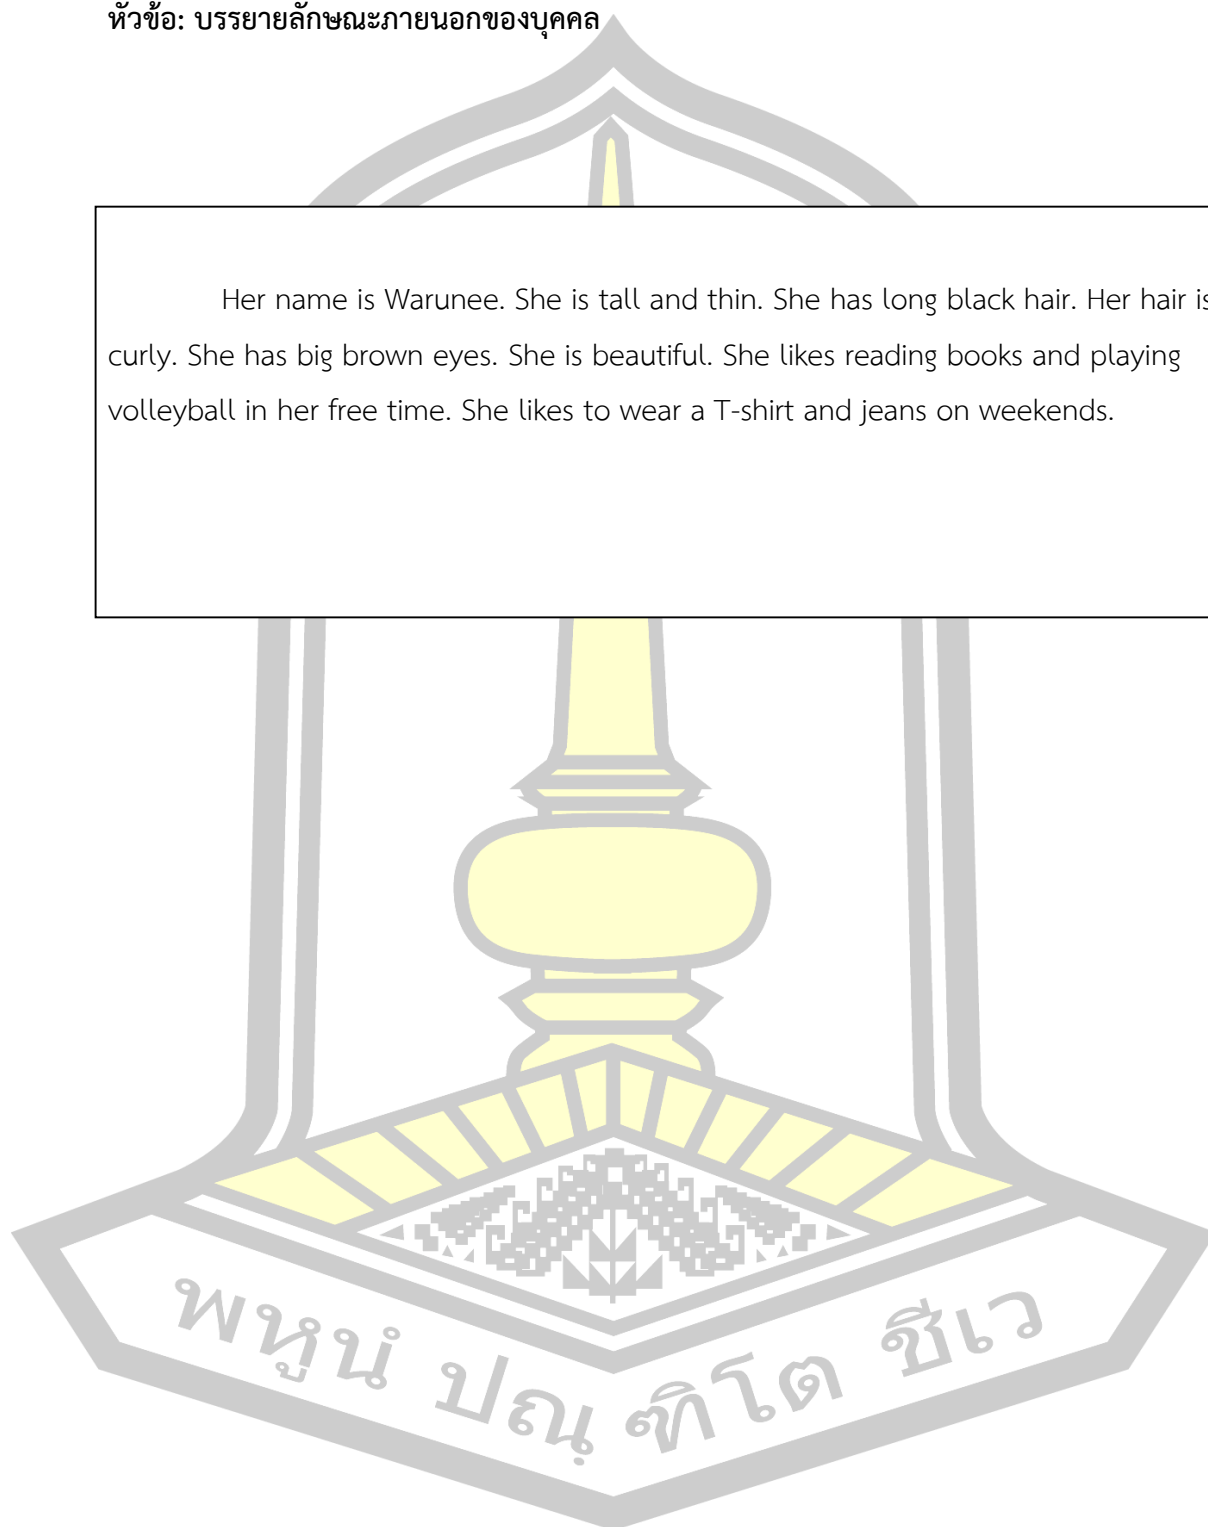 หัวข้อ: บรรยายลักษณะภายนอกของบุคคล
Her name is Warunee. She is tall and thin. She has long black hair. Her hair is
curly. She has big brown eyes. She is beautiful. She likes reading books and playing
volleyball in her free time. She likes to wear a T-shirt and jeans on weekends.
พหูนํ ปณฺฑิโต ชีเว